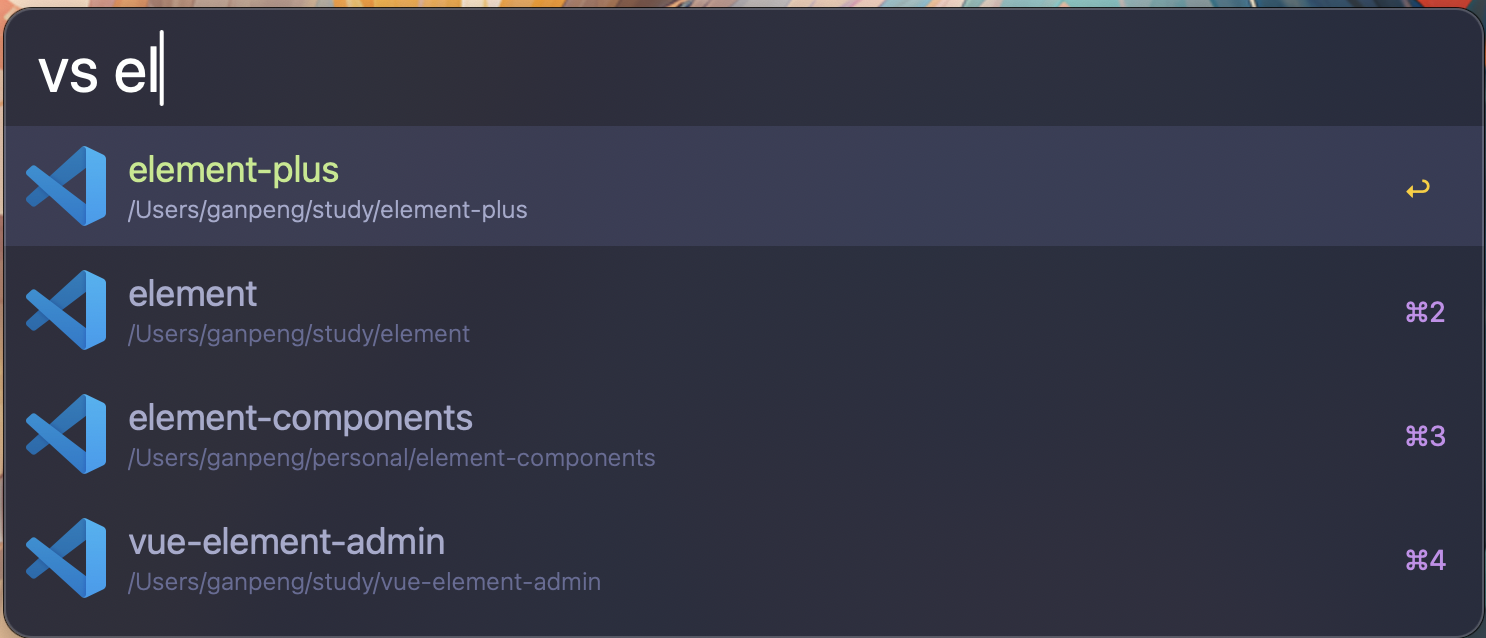 vs el
element-plus
/Users/ganpeng/study/element-plus
element
/Users/ganpeng/study/element
⌘2
element-components
/Users/ganpeng/personal/element-components
⌘3
vue-element-admin
/Users/ganpeng/study/vue-element-admin
⌘4